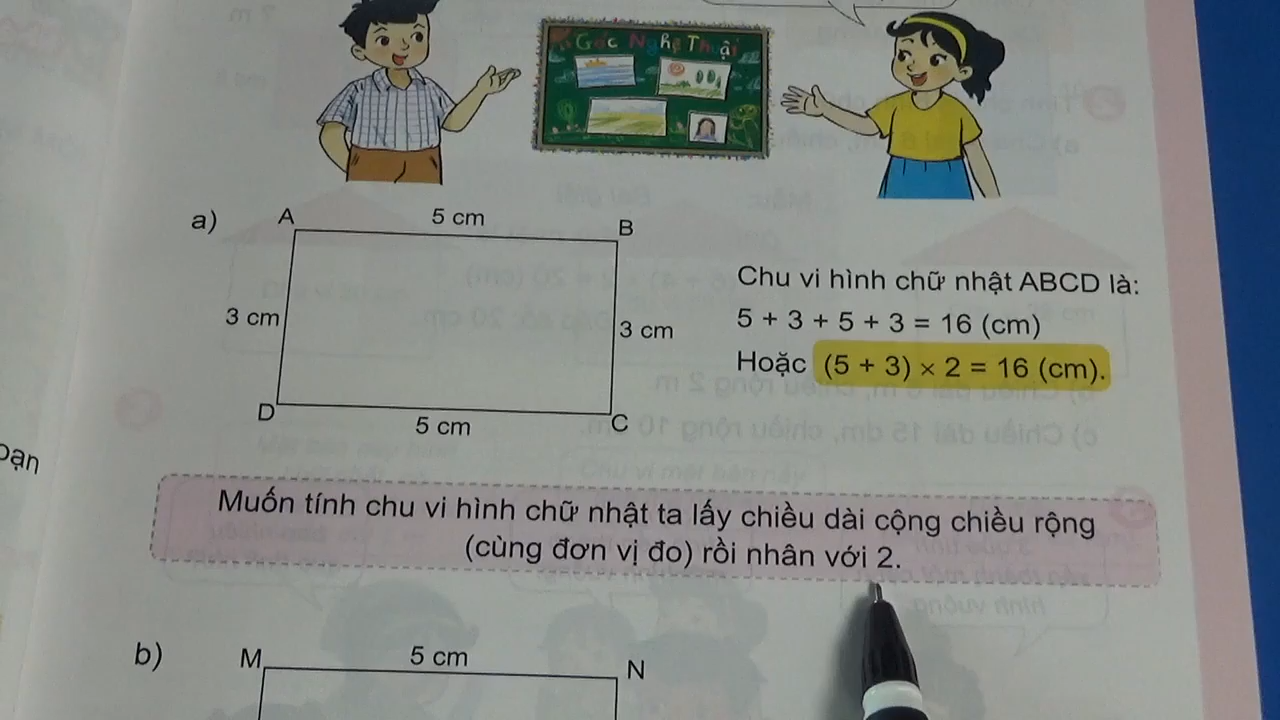 Góc Nghệ Thuật
a)
A
5 cm
B
3 cm
3 cm
D
5 cm
C
Chu vi hình chữ nhật ABCD là:
5 + 3 + 5 + 3 = 16 (cm)
Hoặc (5 + 3) × 2 = 16 (cm).
Muốn tính chu vi hình chữ nhật ta lấy chiều dài cộng chiều rộng
(cùng đơn vị đo) rồi nhân với 2.
b)
M
5 cm
N